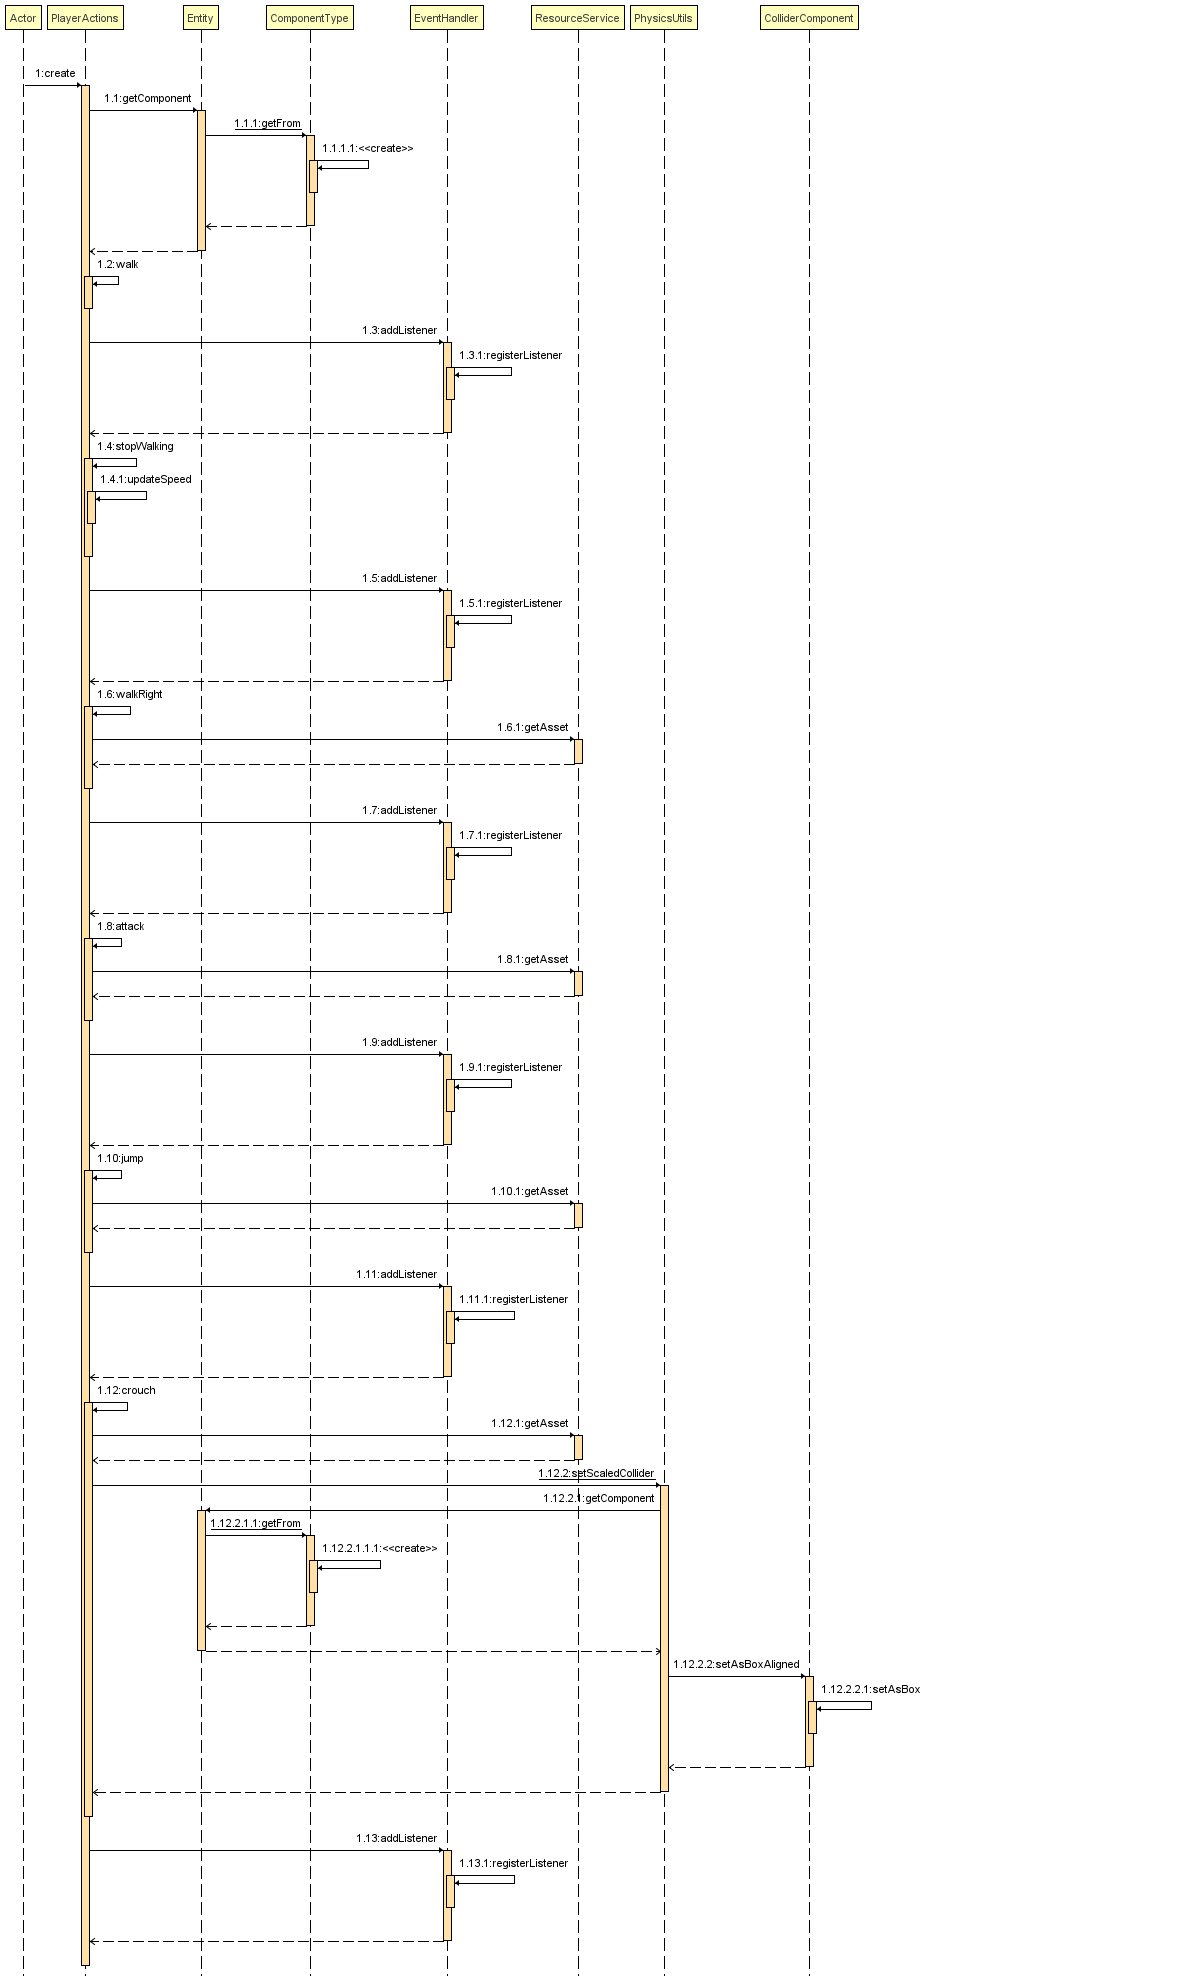 Actor PlayerActions Entity ComponentType EventHandler ResourceService PhysicsUtils ColliderComponent
1:create
1.1:getComponent
1.1.1:getFrom
1.1.1.1:<<create>>
1.2:walk
1.3:addListener
1.3.1:registerListener
1.4:stopWalking
1.4.1:updateSpeed
1.5:addListener
1.5.1:registerListener
1.6:walkRight
1.6.1:getAsset
1.7:addListener
1.7.1:registerListener
1.8:attack
1.8.1:getAsset
1.9:addListener
1.9.1:registerListener
1.10:jump
1.10.1:getAsset
1.11:addListener
1.11.1:registerListener
1.12:crouch
1.12.1:getAsset
1.12.2:setScaledCollider
1.12.2.1:getComponent
1.12.2.1.1:getFrom
1.12.2.1.1.1:<<create>>
1.12.2.2:setAsBoxAligned
1.12.2.2.1:setAsBox
1.13:addListener
1.13.1:registerListener